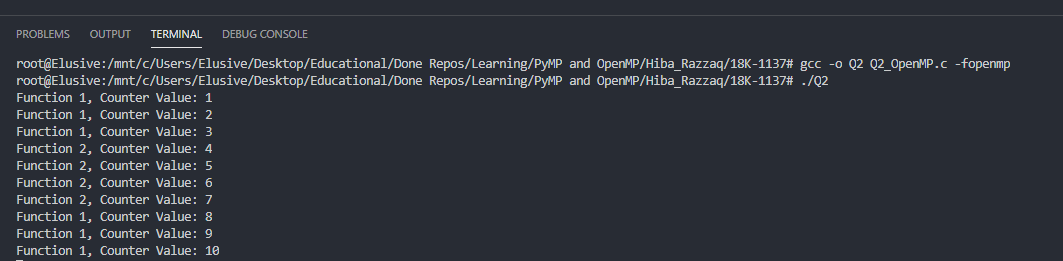 PROBLEMS OUTPUT TERMINAL DEBUG CONSOLE
root@Elusive:/mnt/c/Users/Elusive/Desktop/Educational/Done Repos/Learning/PyMP and OpenMP/Hiba_Razzaq/18K-1137# gcc -o Q2 Q2_OpenMP.c -fopenmp
root@Elusive:/mnt/c/Users/Elusive/Desktop/Educational/Done Repos/Learning/PyMP and OpenMP/Hiba_Razzaq/18K-1137# ./Q2
Function 1, Counter Value: 1
Function 1, Counter Value: 2
Function 1, Counter Value: 3
Function 2, Counter Value: 4
Function 2, Counter Value: 5
Function 2, Counter Value: 6
Function 2, Counter Value: 7
Function 1, Counter Value: 8
Function 1, Counter Value: 9
Function 1, Counter Value: 10